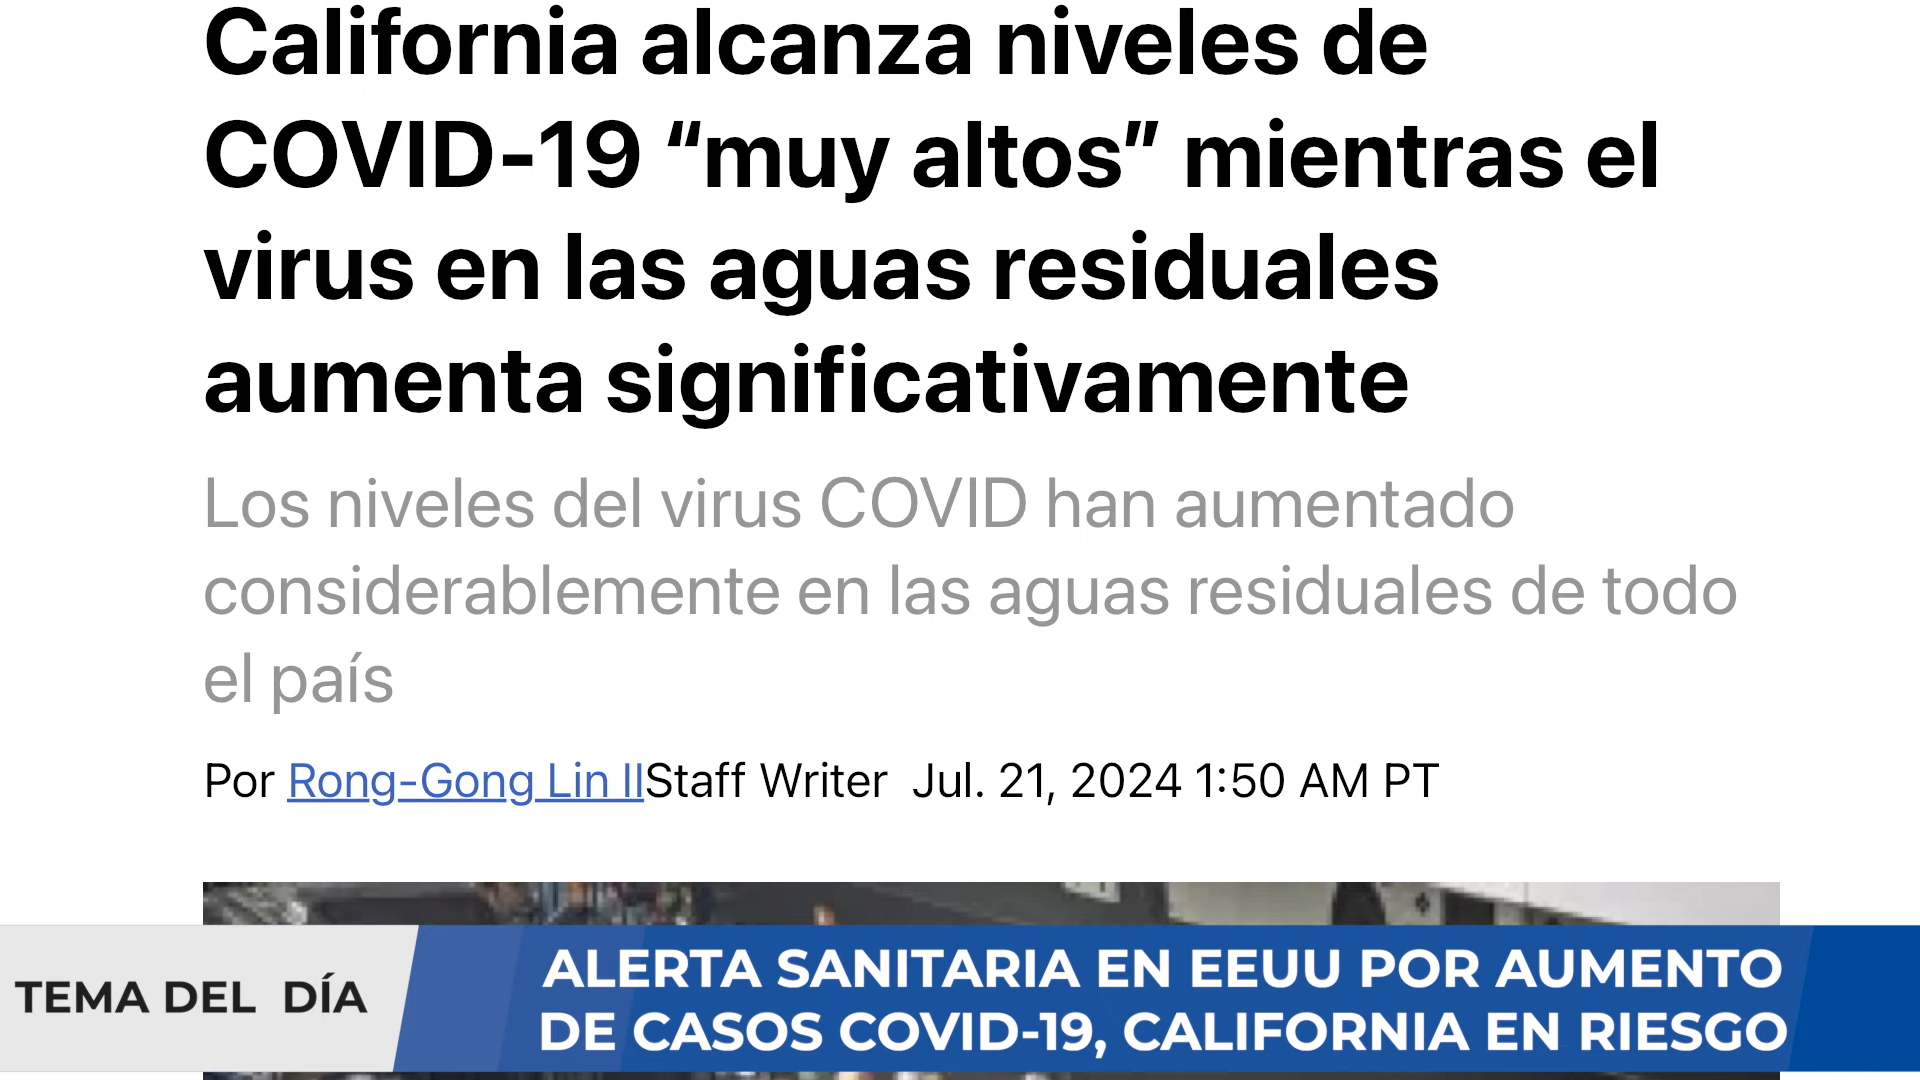 California alcanza niveles de
COVID-19 “muy altos” mientras el
virus en las aguas residuales
aumenta significativamente
Los niveles del virus COVID han aumentado
considerablemente en las aguas residuales de todo
el país
Por Rong-Gong Lin IIStaff Writer Jul. 21, 2024 1:50 AM PT
TEMA DEL DÍA
ALERTA SANITARIA EN EEUU POR AUMENTO
DE CASOS COVID-19, CALIFORNIA EN RIESGO